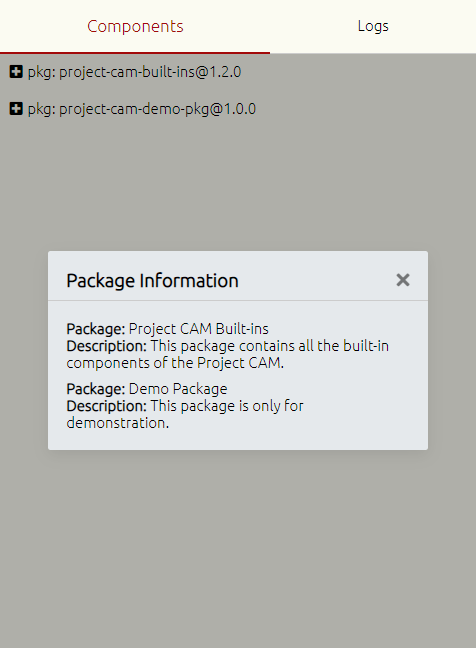 Components
Logs
pkg: project-cam-built-ins@1.2.0
pkg: project-cam-demo-pkg@1.0.0
Package Information
Package: Project CAM Built-ins
Description: This package contains all the built-in
components of the Project CAM.
Package: Demo Package
Description: This package is only for
demonstration.